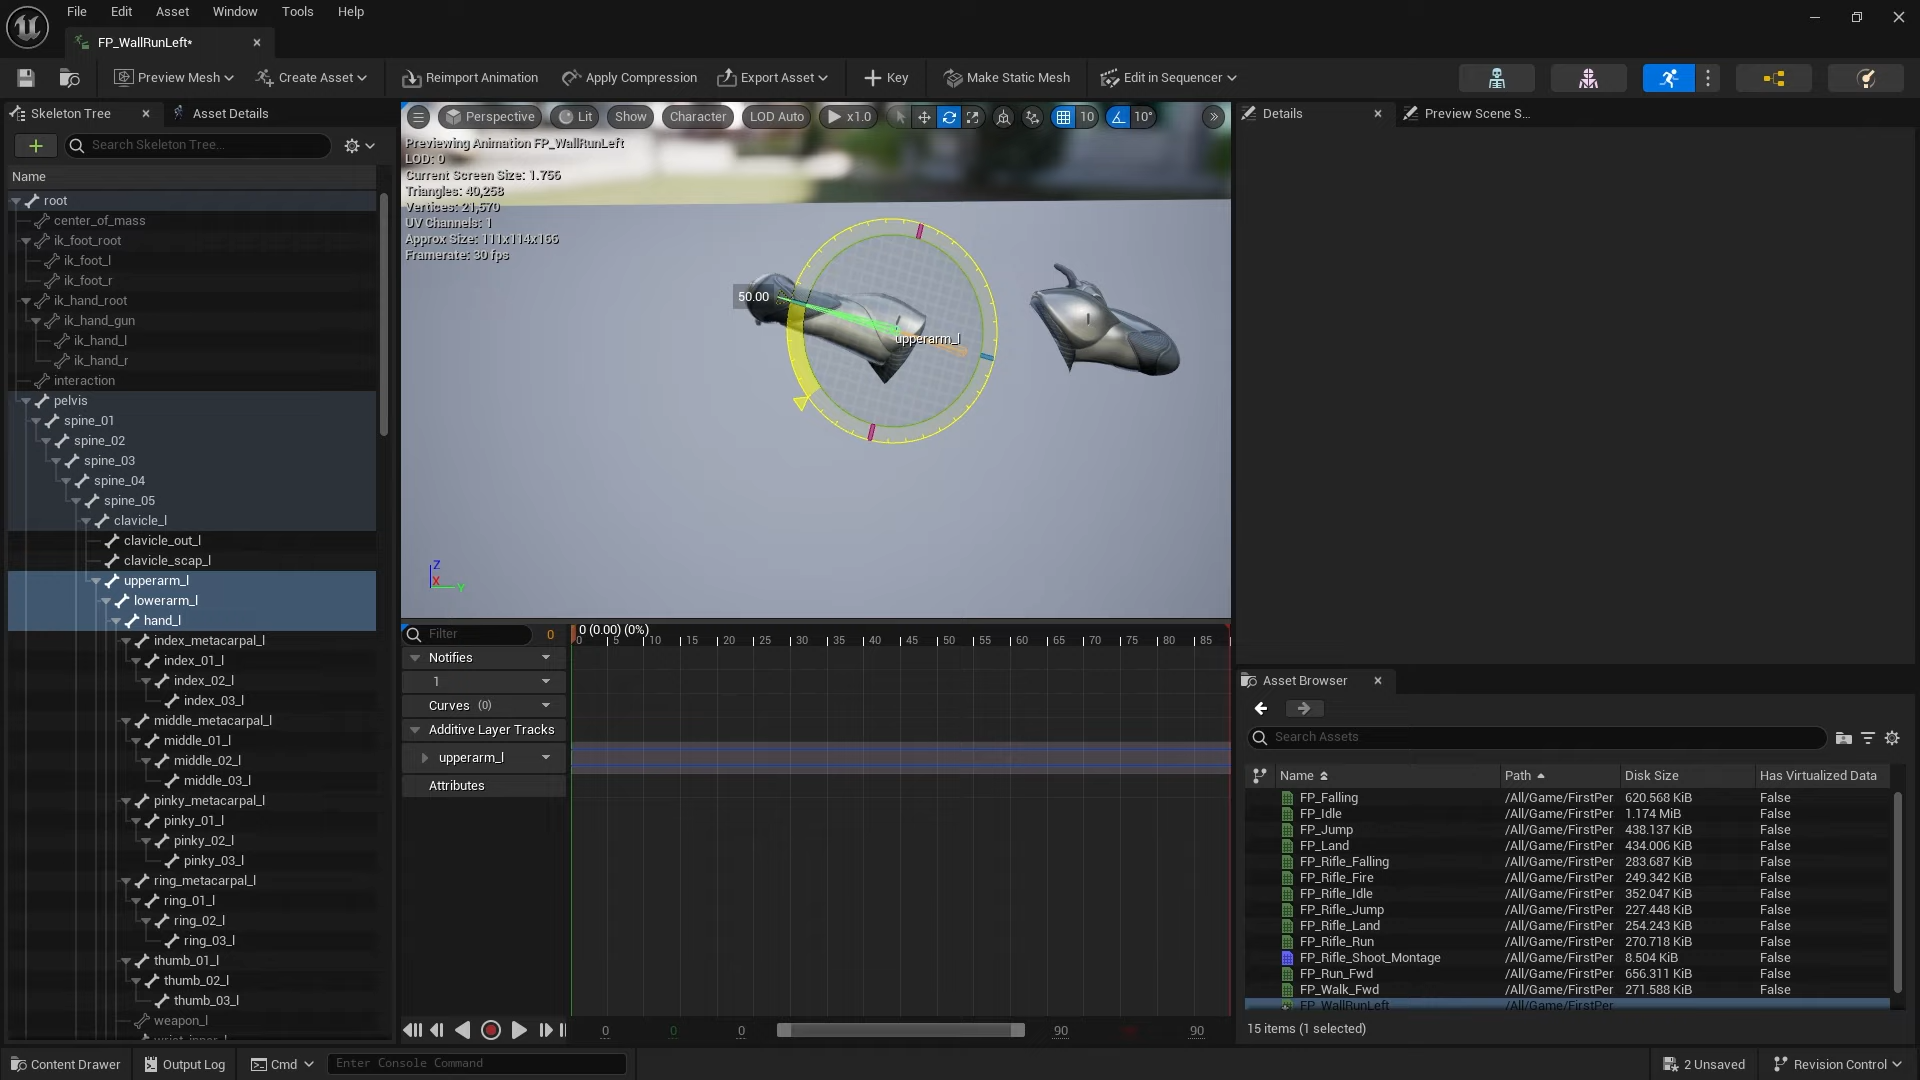 File Edit Asset Window Tools Help
FP_WallRunLeft*
Preview Mesh Create Asset Reimport Animation Apply Compression Export Asset Key Make Static Mesh Edit in Sequencer
Skeleton Tree Asset Details
Search Skeleton Tree...
Name
root
center_of_mass
ik_foot_root
ik_foot_l
ik_foot_r
ik_hand_root
ik_hand_gun
ik_hand_l
ik_hand_r
interaction
pelvis
spine_01
spine_02
spine_03
spine_04
spine_05
clavicle_l
clavicle_out_l
clavicle_scap_l
upperarm_l
lowerarm_l
hand_l
index_metacarpal_l
index_01_l
index_02_l
index_03_l
middle_metacarpal_l
middle_01_l
middle_02_l
middle_03_l
pinky_metacarpal_l
pinky_01_l
pinky_02_l
pinky_03_l
ring_metacarpal_l
ring_01_l
ring_02_l
ring_03_l
thumb_01_l
thumb_02_l
thumb_03_l
weapon_l
Perspective Lit Show Character LOD Auto x1.0 10 10°
Previewing Animation FP_WallRunLeft
LOD: 0
Current Screen Size: 1.756
Triangles: 40,258
Vertices: 21,570
UV Channels: 1
Approx Size: 111x114x166
Framerate: 30 fps
50.00
upperarm_l
Z
X
Y
Filter 0
0 (0.00) (0%)
0 5 10 15 20 25 30 35 40 45 50 55 60 65 70 75 80 85
Notifies
1
Curves (0)
Additive Layer Tracks
upperarm_l
Attributes
0 0 0 90 90
Details Preview Scene S...
Asset Browser
Search Assets
Name Path Disk Size Has Virtualized Data
FP_Falling /All/Game/FirstPer 620.568 KiB False
FP_Idle /All/Game/FirstPer 1.174 MiB False
FP_Jump /All/Game/FirstPer 438.137 KiB False
FP_Land /All/Game/FirstPer 434.006 KiB False
FP_Rifle_Falling /All/Game/FirstPer 283.687 KiB False
FP_Rifle_Fire /All/Game/FirstPer 249.342 KiB False
FP_Rifle_Idle /All/Game/FirstPer 352.047 KiB False
FP_Rifle_Jump /All/Game/FirstPer 227.448 KiB False
FP_Rifle_Land /All/Game/FirstPer 254.243 KiB False
FP_Rifle_Run /All/Game/FirstPer 270.718 KiB False
FP_Rifle_Shoot_Montage /All/Game/FirstPer 8.504 KiB False
FP_Run_Fwd /All/Game/FirstPer 656.311 KiB False
FP_Walk_Fwd /All/Game/FirstPer 271.588 KiB False
FP_WallRunLeft /All/Game/FirstPer
15 items (1 selected)
Content Drawer Output Log Cmd Enter Console Command 2 Unsaved Revision Control